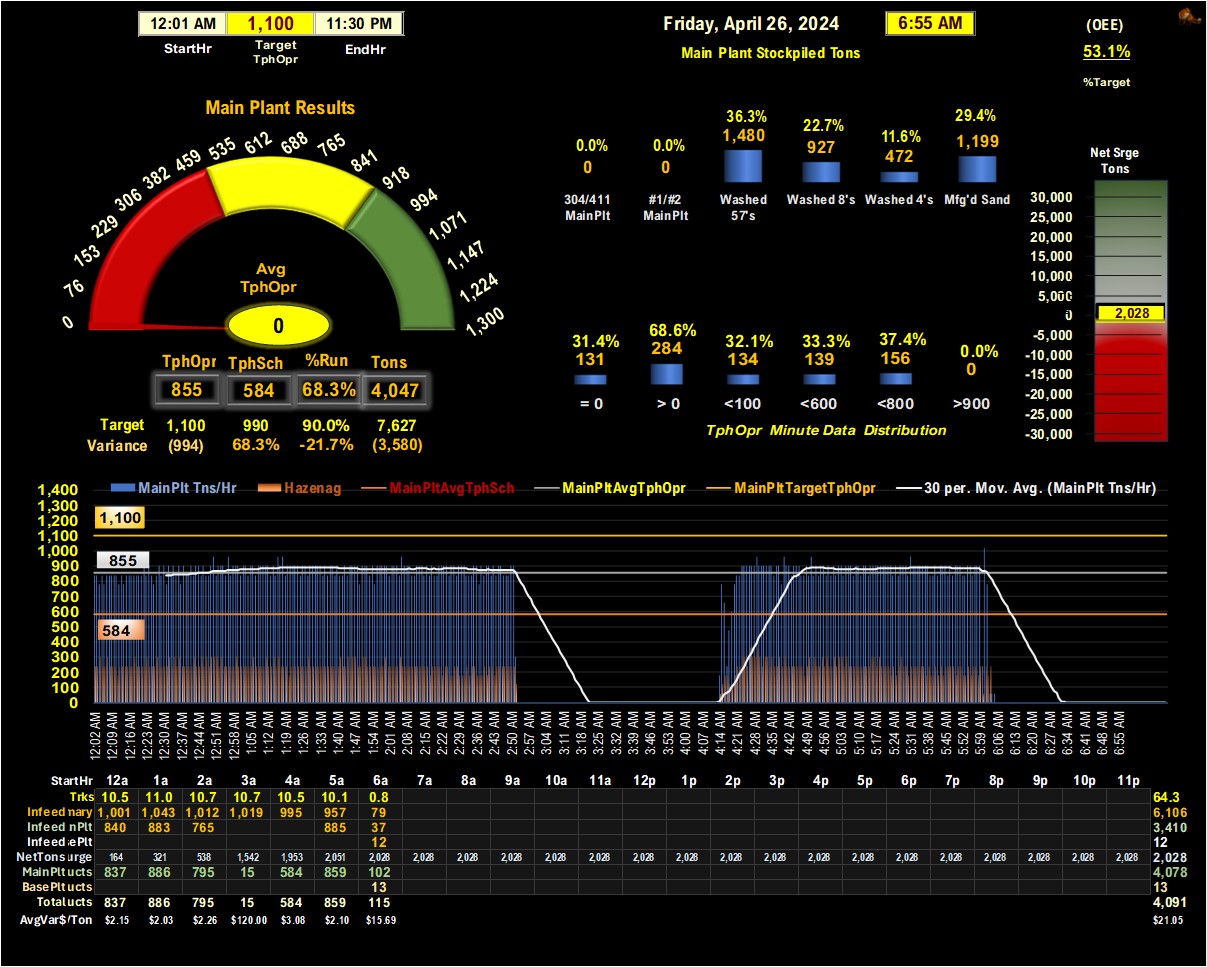 12:01 AM 1,100 11:30 PM
StartHr Target TphOpr EndHr
Friday, April 26, 2024 6:55 AM
Main Plant Stockpiled Tons
(OEE)
53.1%
%Target
Main Plant Results
0 76 153 229 306 382 459 535 612 688 765 841 918 994 1,071 1,147 1,224 1,300
Avg
TphOpr
0
TphOpr TphSch %Run Tons
855 584 68.3% 4,047
Target 1,100 990 90.0% 7,627
Variance (994) 68.3% -21.7% (3,580)
0.0% 0.0% 36.3% 22.7% 11.6% 29.4%
0 0 1,480 927 472 1,199
304/411 MainPlt #1/#2 MainPlt Washed 57's Washed 8's Washed 4's Mfg'd Sand
31.4% 68.6% 32.1% 33.3% 37.4% 0.0%
131 284 134 139 156 0
= 0 > 0 <100 <600 <800 >900
TphOpr Minute Data Distribution
Net Srge
Tons
30,000
25,000
20,000
15,000
10,000
5,000
0
2,028
-5,000
-10,000
-15,000
-20,000
-25,000
-30,000
MainPlt Tns/Hr Hazenag MainPltAvgTphSch MainPltAvgTphOpr MainPltTargetTphOpr 30 per. Mov. Avg. (MainPlt Tns/Hr)
1,400
1,300
1,200
1,100
1,000
900
800
700
600
500
400
300
200
100
0
1,100
855
584
12:02 AM 12:09 AM 12:16 AM 12:23 AM 12:30 AM 12:37 AM 12:44 AM 12:51 AM 12:58 AM 1:05 AM 1:12 AM 1:19 AM 1:26 AM 1:33 AM 1:40 AM 1:47 AM 1:54 AM 2:01 AM 2:08 AM 2:15 AM 2:22 AM 2:29 AM 2:36 AM 2:43 AM 2:50 AM 2:57 AM 3:04 AM 3:11 AM 3:18 AM 3:25 AM 3:32 AM 3:39 AM 3:46 AM 3:53 AM 4:00 AM 4:07 AM 4:14 AM 4:21 AM 4:28 AM 4:35 AM 4:42 AM 4:49 AM 4:56 AM 5:03 AM 5:10 AM 5:17 AM 5:24 AM 5:31 AM 5:38 AM 5:45 AM 5:52 AM 5:59 AM 6:06 AM 6:13 AM 6:20 AM 6:27 AM 6:34 AM 6:41 AM 6:48 AM 6:55 AM
StartHr 12a 1a 2a 3a 4a 5a 6a 7a 8a 9a 10a 11a 12p 1p 2p 3p 4p 5p 6p 7p 8p 9p 10p 11p
Trks 10.5 11.0 10.7 10.7 10.5 10.1 0.8 64.3
Infeed mary 1,001 1,043 1,012 1,019 995 957 79 6,106
Infeed nPlt 840 883 765 885 37 3,410
Infeed ePlt 12 12
NetTons urge 164 321 538 1,542 1,953 2,051 2,028 2,028 2,028 2,028 2,028 2,028 2,028 2,028 2,028 2,028 2,028 2,028 2,028 2,028 2,028 2,028 2,028 2,028 2,028
MainPlt ucts 837 886 795 15 584 859 102 4,078
BasePlt ucts 13 13
Total ucts 837 886 795 15 584 859 115 4,091
AvgVar$/Ton $2.15 $2.03 $2.26 $120.00 $3.08 $2.10 $15.69 $21.05